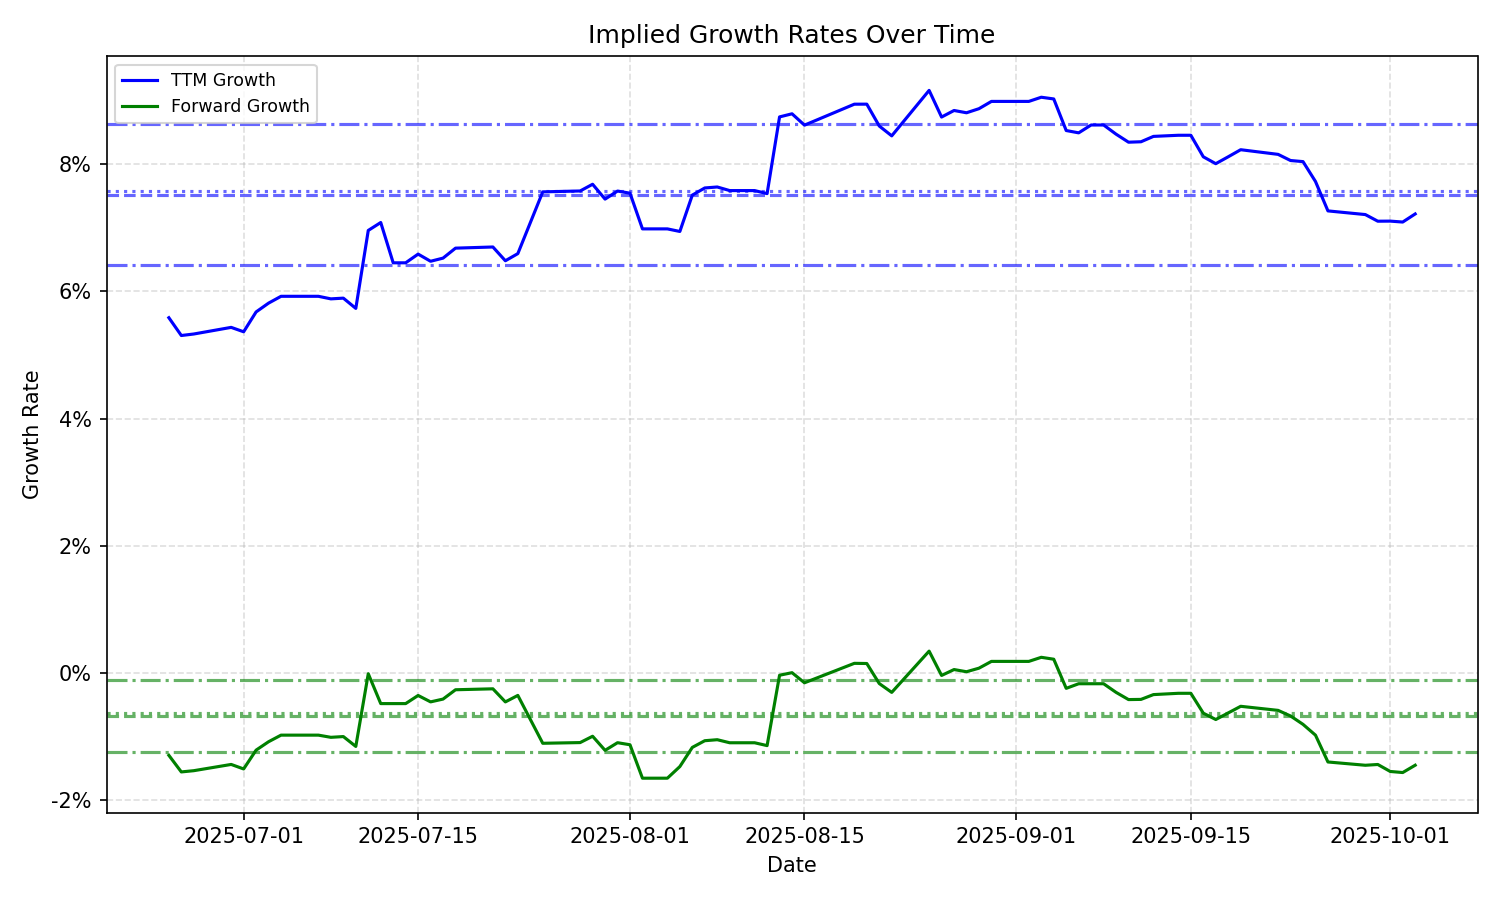 Implied Growth Rates Over Time
TTM Growth
Forward Growth
8%
6%
4%
2%
0%
-2%
Growth Rate
2025-07-01
2025-07-15
2025-08-01
2025-08-15
2025-09-01
2025-09-15
2025-10-01
Date